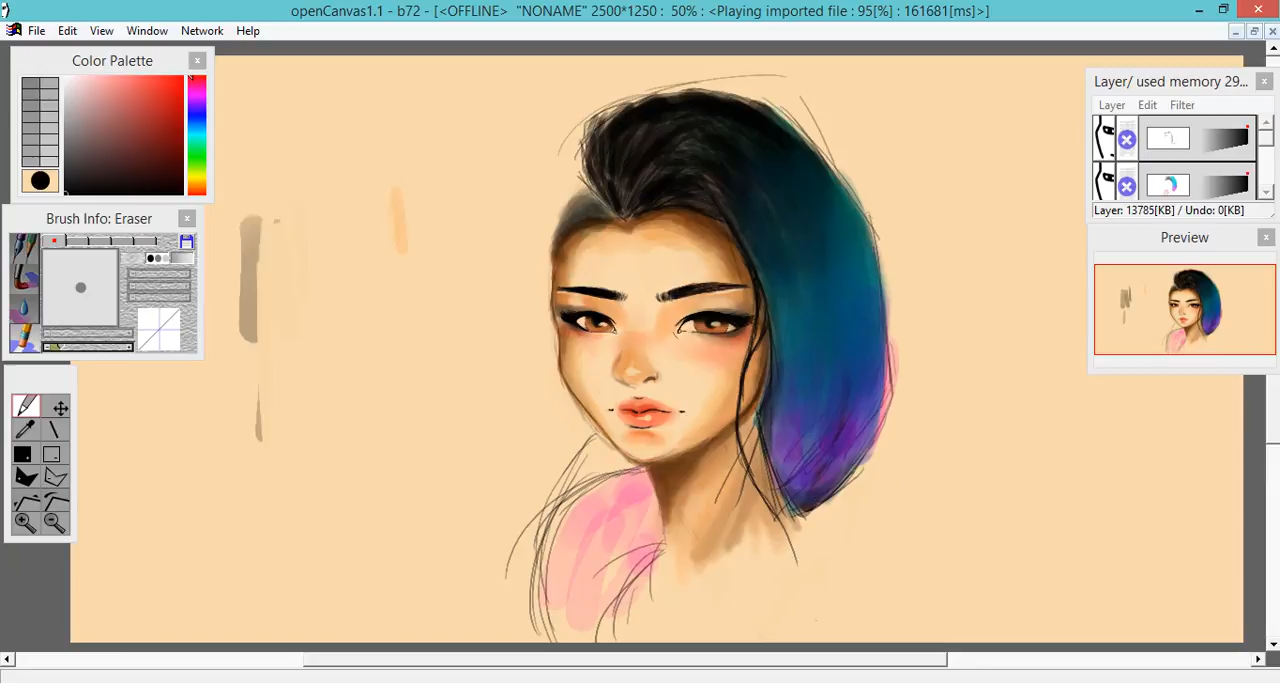 openCanvas1.1 - b72 - [<OFFLINE> "NONAME" 2500*1250 : 50% : <Playing imported file : 95[%] : 161681[ms]>]
File Edit View Window Network Help
Color Palette
Layer/ used memory 29...
Layer Edit Filter
Layer: 13785[KB] / Undo: 0[KB]
Brush Info: Eraser
Preview